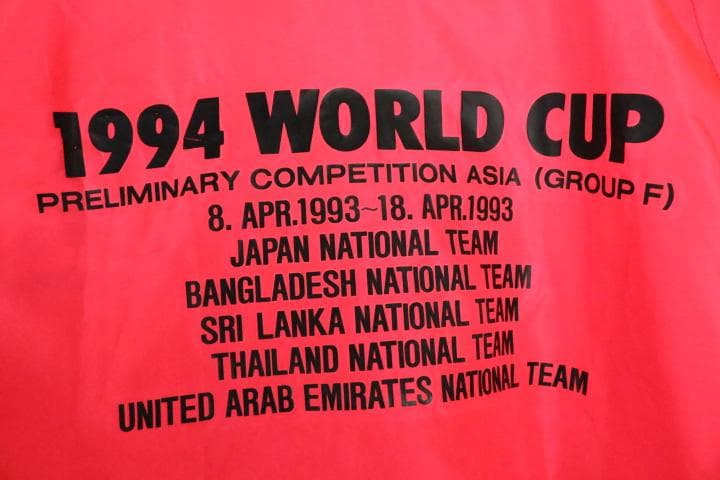 1994 WORLD CUP
PRELIMINARY COMPETITION ASIA (GROUP F)
8. APR.1993~18. APR.1993
JAPAN NATIONAL TEAM
BANGLADESH NATIONAL TEAM
SRI LANKA NATIONAL TEAM
THAILAND NATIONAL TEAM
UNITED ARAB EMIRATES NATIONAL TEAM